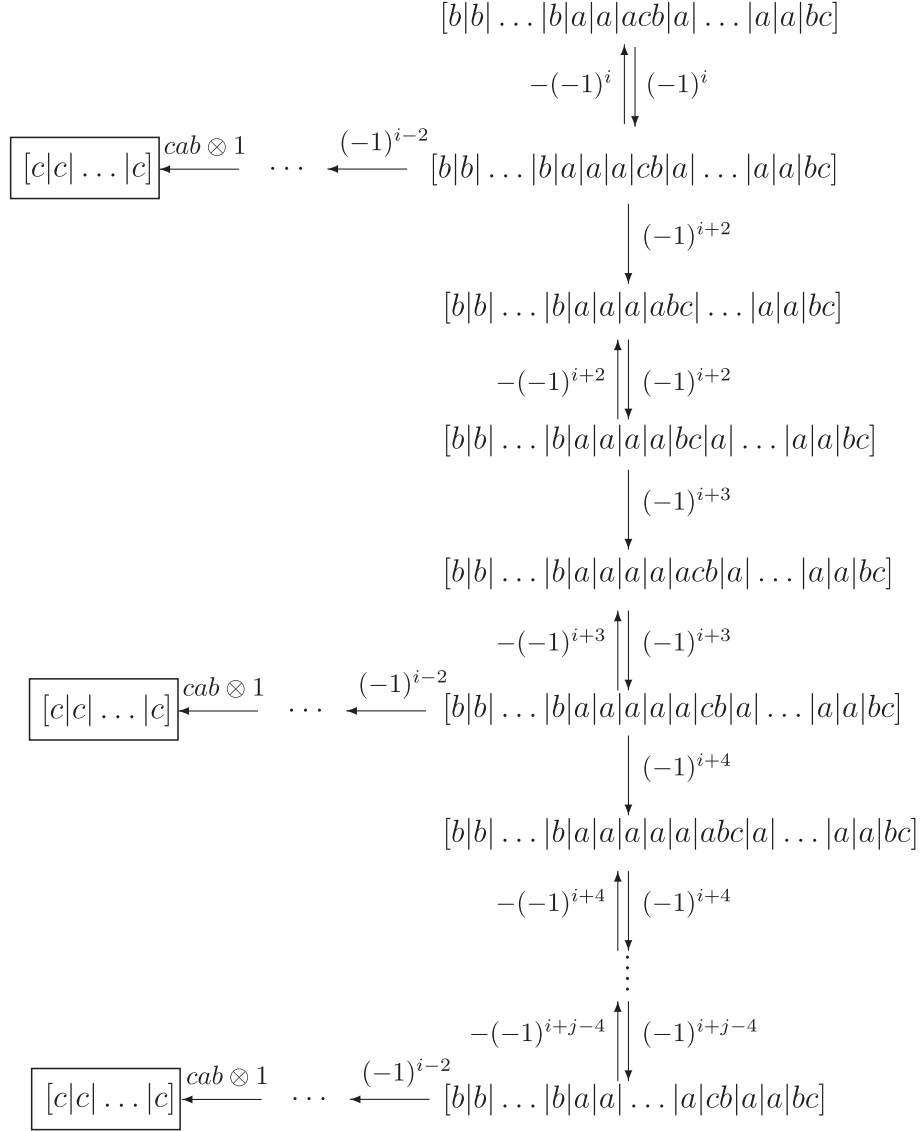 [b|b| … |b|a|a|acb|a| … |a|a|bc]
−(−1)^i (−1)^i
[c|c| … |c] cab ⊗ 1 ⋯ (−1)^{i−2} [b|b| … |b|a|a|a|cb|a| … |a|a|bc]
(−1)^{i+2}
[b|b| … |b|a|a|a|abc| … |a|a|bc]
−(−1)^{i+2} (−1)^{i+2}
[b|b| … |b|a|a|a|a|bc|a| … |a|a|bc]
(−1)^{i+3}
[b|b| … |b|a|a|a|a|acb|a| … |a|a|bc]
−(−1)^{i+3} (−1)^{i+3}
[c|c| … |c] cab ⊗ 1 ⋯ (−1)^{i−2} [b|b| … |b|a|a|a|a|a|cb|a| … |a|a|bc]
(−1)^{i+4}
[b|b| … |b|a|a|a|a|a|abc|a| … |a|a|bc]
−(−1)^{i+4} (−1)^{i+4}
⋮
−(−1)^{i+j−4} (−1)^{i+j−4}
[c|c| … |c] cab ⊗ 1 ⋯ (−1)^{i−2} [b|b| … |b|a|a| … |a|cb|a|a|bc]